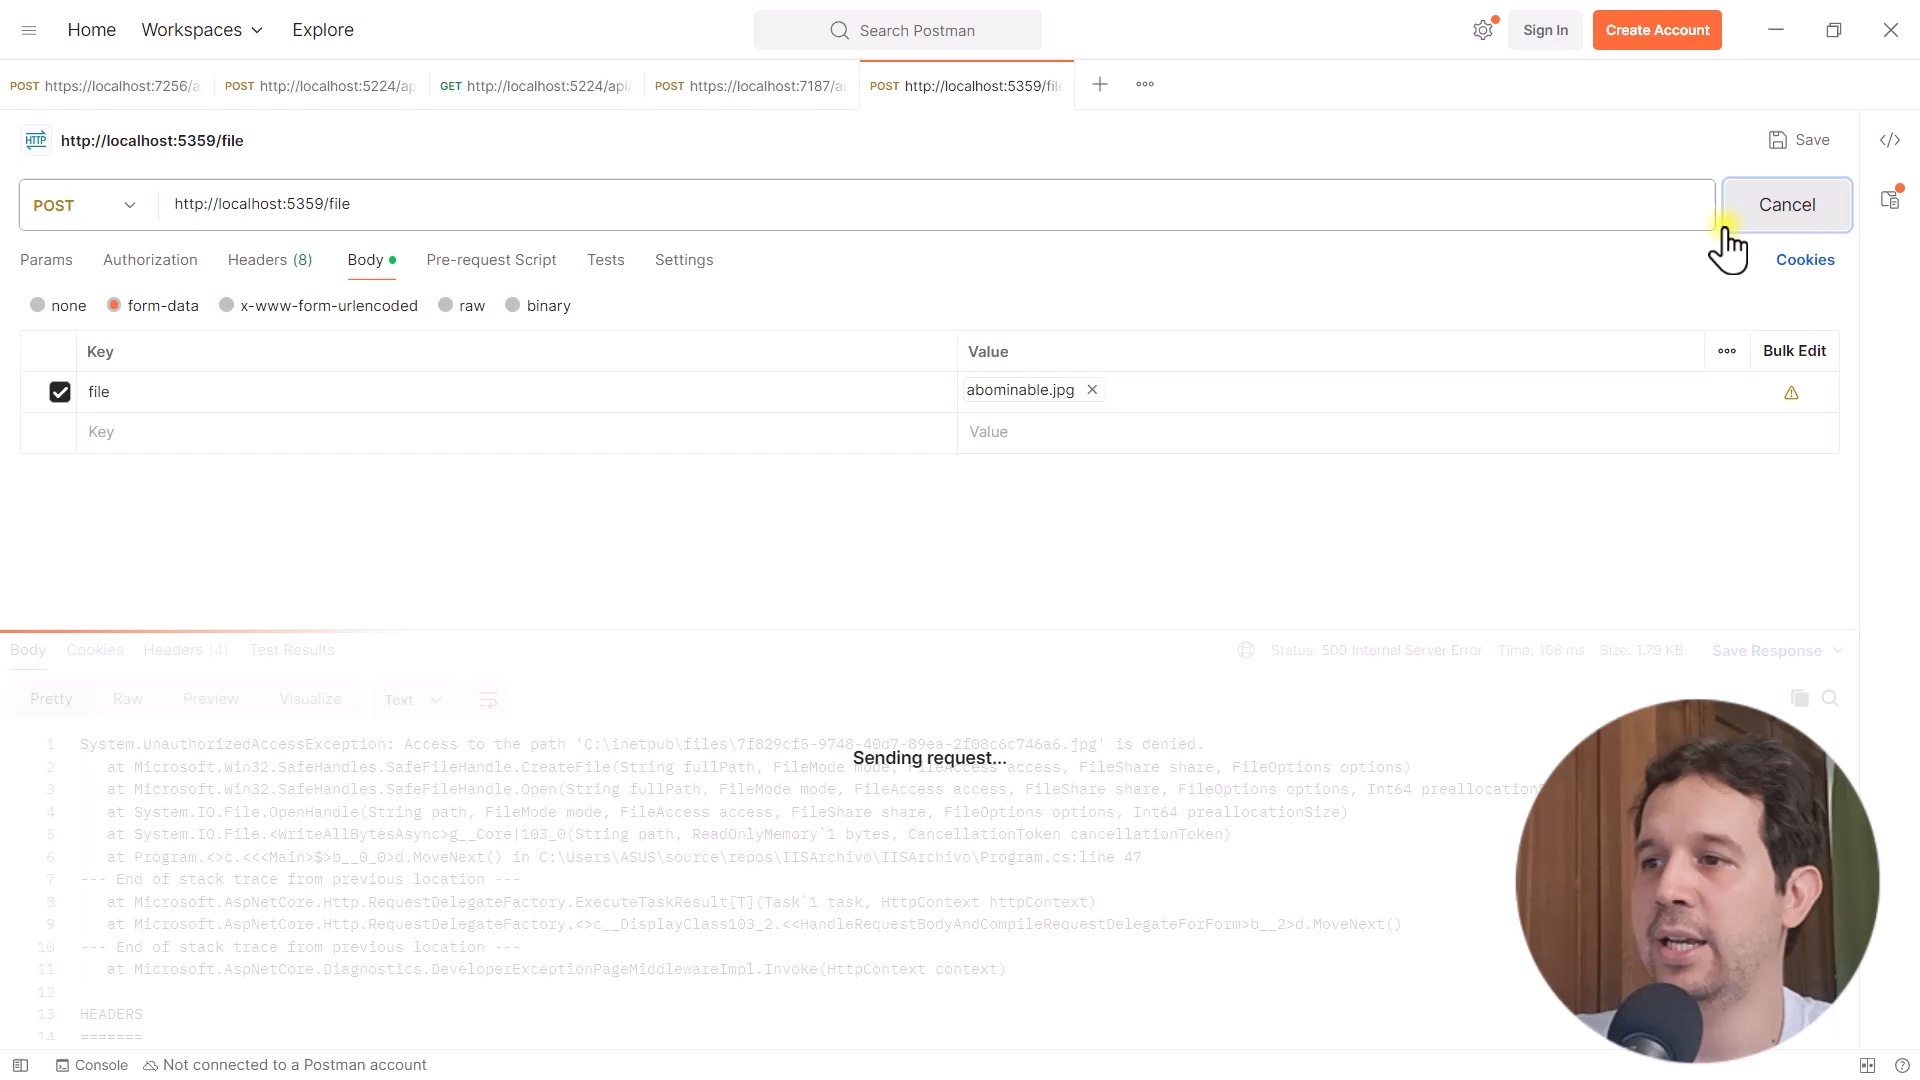 Home Workspaces Explore Search Postman Sign In Create Account
POST https://localhost:7256/a POST http://localhost:5224/ap GET http://localhost:5224/api/ POST https://localhost:7187/ar POST http://localhost:5359/file
HTTP http://localhost:5359/file Save
POST http://localhost:5359/file Cancel
Params Authorization Headers (8) Body Pre-request Script Tests Settings Cookies
none form-data x-www-form-urlencoded raw binary
Key Value Bulk Edit
file abominable.jpg
Key Value
Body Cookies Headers (4) Test Results Status: 500 Internal Server Error Time: 168 ms Size: 1.79 KB Save Response
Pretty Raw Preview Visualize Text
1 System.UnauthorizedAccessException: Access to the path 'C:\inetpub\files\7f829cf5-9748-40d7-89ea-2f08c6c746a6.jpg' is denied.
Sending request...
2 at Microsoft.Win32.SafeHandles.SafeFileHandle.CreateFile(String fullPath, FileMode mode, FileAccess access, FileShare share, FileOptions options)
3 at Microsoft.Win32.SafeHandles.SafeFileHandle.Open(String fullPath, FileMode mode, FileAccess access, FileShare share, FileOptions options, Int64 preallocationS
4 at System.IO.File.OpenHandle(String path, FileMode mode, FileAccess access, FileShare share, FileOptions options, Int64 preallocationSize)
5 at System.IO.File.<WriteAllBytesAsync>g__Core|103_0(String path, ReadOnlyMemory`1 bytes, CancellationToken cancellationToken)
6 at Program.<>c.<<<Main>$>b__0_0>d.MoveNext() in C:\Users\ASUS\source\repos\IISArchivo\IISArchivo\Program.cs:line 47
7 --- End of stack trace from previous location ---
8 at Microsoft.AspNetCore.Http.RequestDelegateFactory.ExecuteTaskResult[T](Task`1 task, HttpContext httpContext)
9 at Microsoft.AspNetCore.Http.RequestDelegateFactory.<>c__DisplayClass103_2.<<HandleRequestBodyAndCompileRequestDelegateForForm>b__2>d.MoveNext()
10 --- End of stack trace from previous location ---
11 at Microsoft.AspNetCore.Diagnostics.DeveloperExceptionPageMiddlewareImpl.Invoke(HttpContext context)
12
13 HEADERS
14 =======
Console Not connected to a Postman account